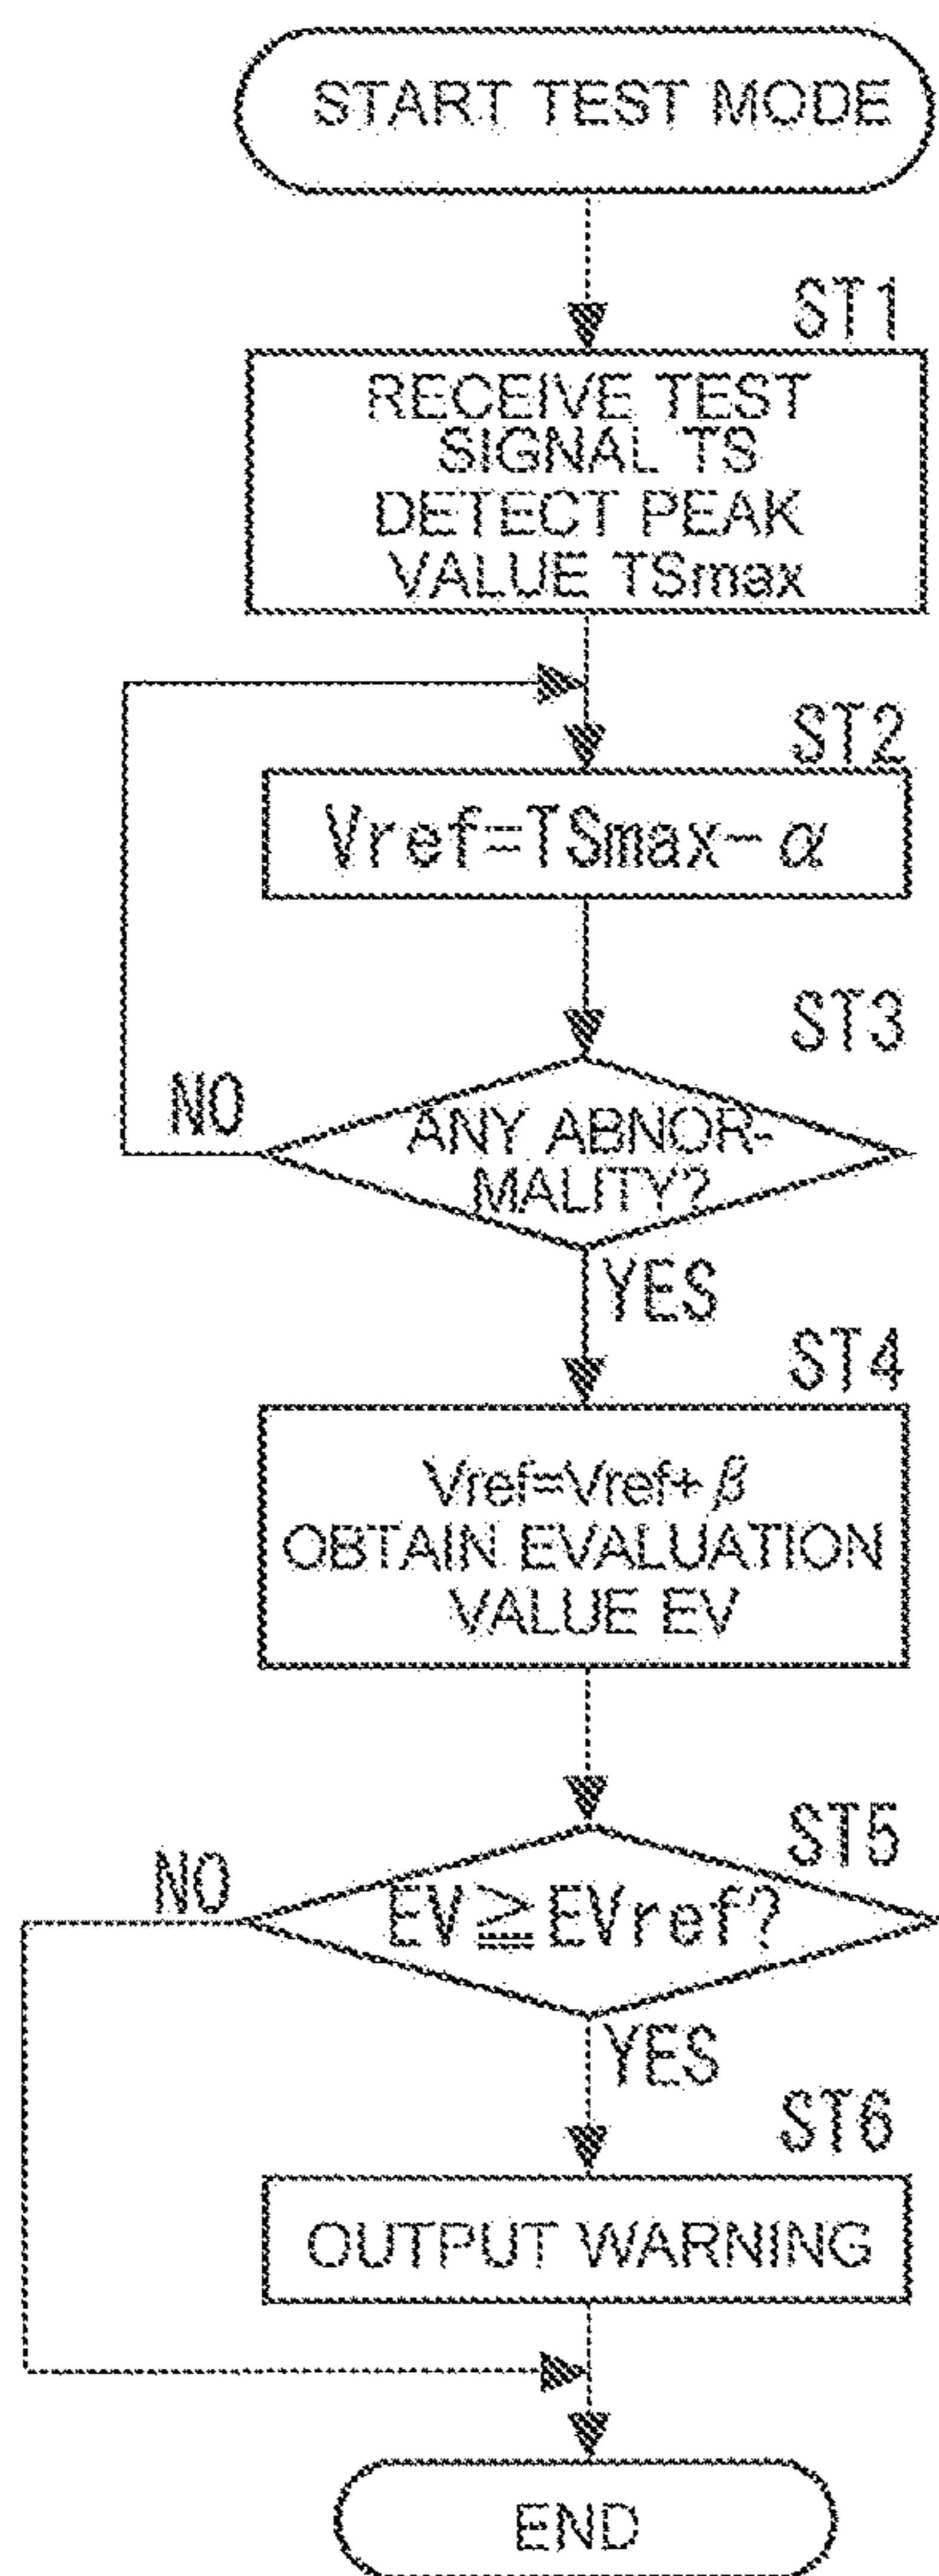 START TEST MODE
ST1
RECEIVE TEST
SIGNAL TS
DETECT PEAK
VALUE TSmax
ST2
Vref=TSmax-α
ST3
NO
ANY ABNOR-
MALITY?
YES
ST4
Vref=Vref+β
OBTAIN EVALUATION
VALUE EV
ST5
NO
EV≧EVref?
YES
ST6
OUTPUT WARNING
END